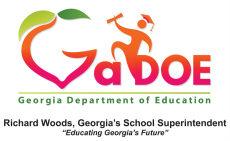 GaDOE
Georgia Department of Education
Richard Woods, Georgia's School Superintendent
"Educating Georgia's Future"